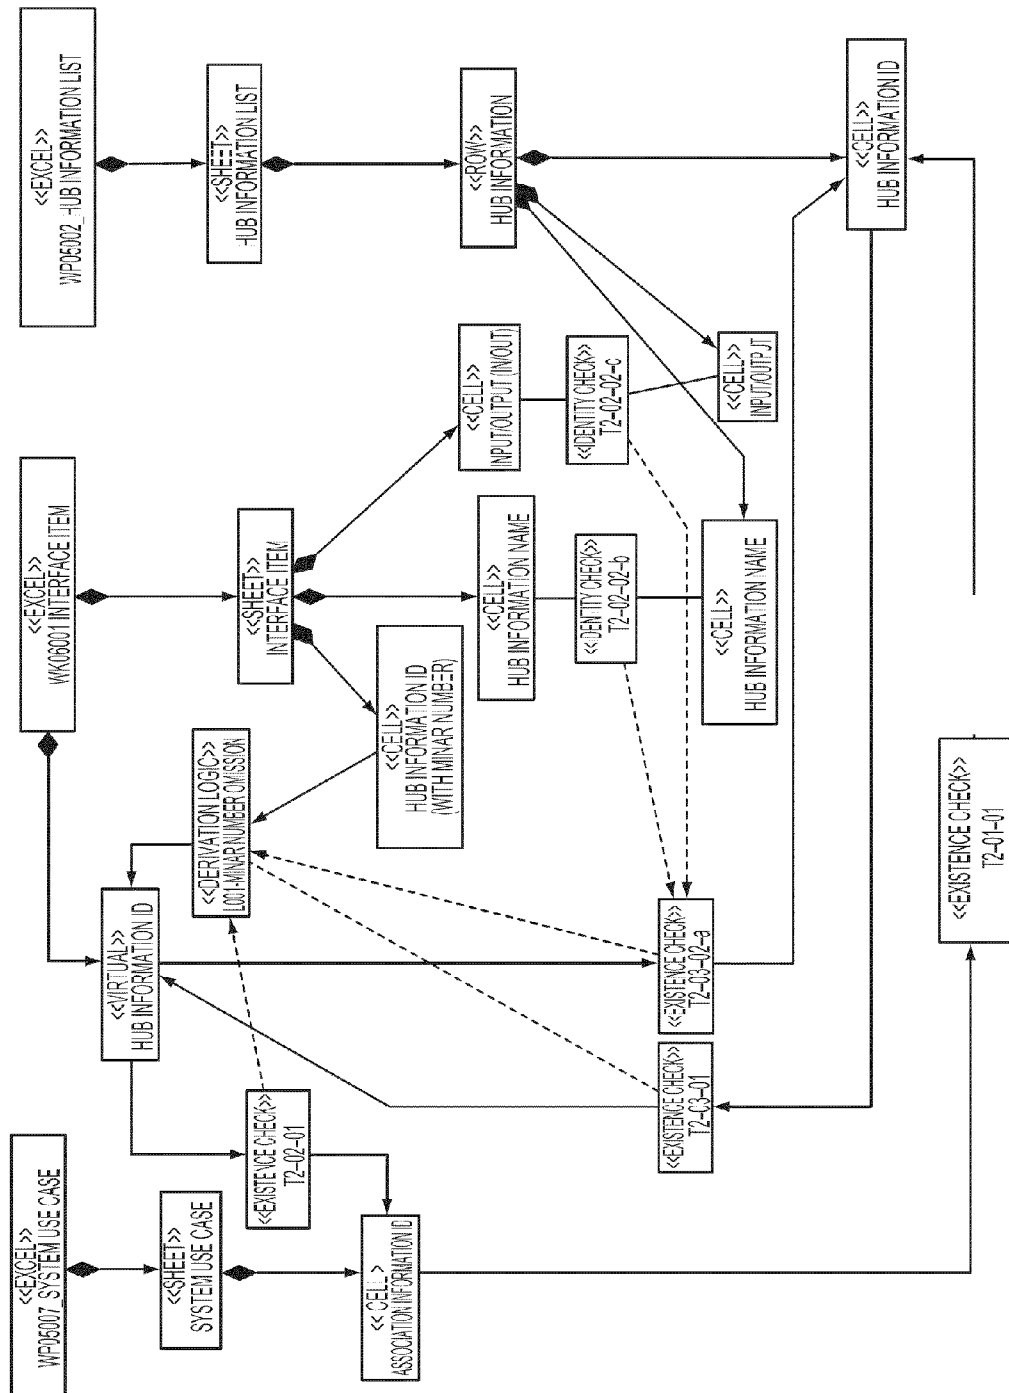 <<EXCEL>>
WP05007_SYSTEM USE CASE
<<SHEET>>
SYSTEM USE CASE
<< CELL >
ASSOCIATION INFORMATION ID
<<EXISTENCE CHECK>>
T2-02-01
<<EXCEL>>
WK06001 INTERFACE ITEM
<<VIRTUAL>>
HUB INFORMATION ID
<<DERIVATION LOGIC>>
L001-MINAR NUMBER OMISSION
<<SHEET>>
INTERFACE ITEM
<<CELL>>
HUB INFORMATION ID
(WITH MINAR NUMBER)
<<CELL>>
HUB INFORMATION NAME
<<CELL>>
INPUT/OUTPUT (IN/OUT)
<<IDENTITY CHECK>>
T2-02-02-b
<<IDENTITY CHECK>>
T2-02-02-c
<<EXISTENCE CHECK>>
T2-C3-01
<<EXISTENCE CHECK>>
T2-03-02-a
<<CELL>>
HUB INFORMATION NAME
<<CELL>>
INPUT/OUTPUT
<<EXCEL>>
WP05002_HUB INFORMATION LIST
<<SHEET>>
HUB INFORMATION LIST
<<ROW>>
HUB INFORMATION
<<CELL>>
HUB INFORMATION ID
<<EXISTENCE CHECK>>
T2-01-01